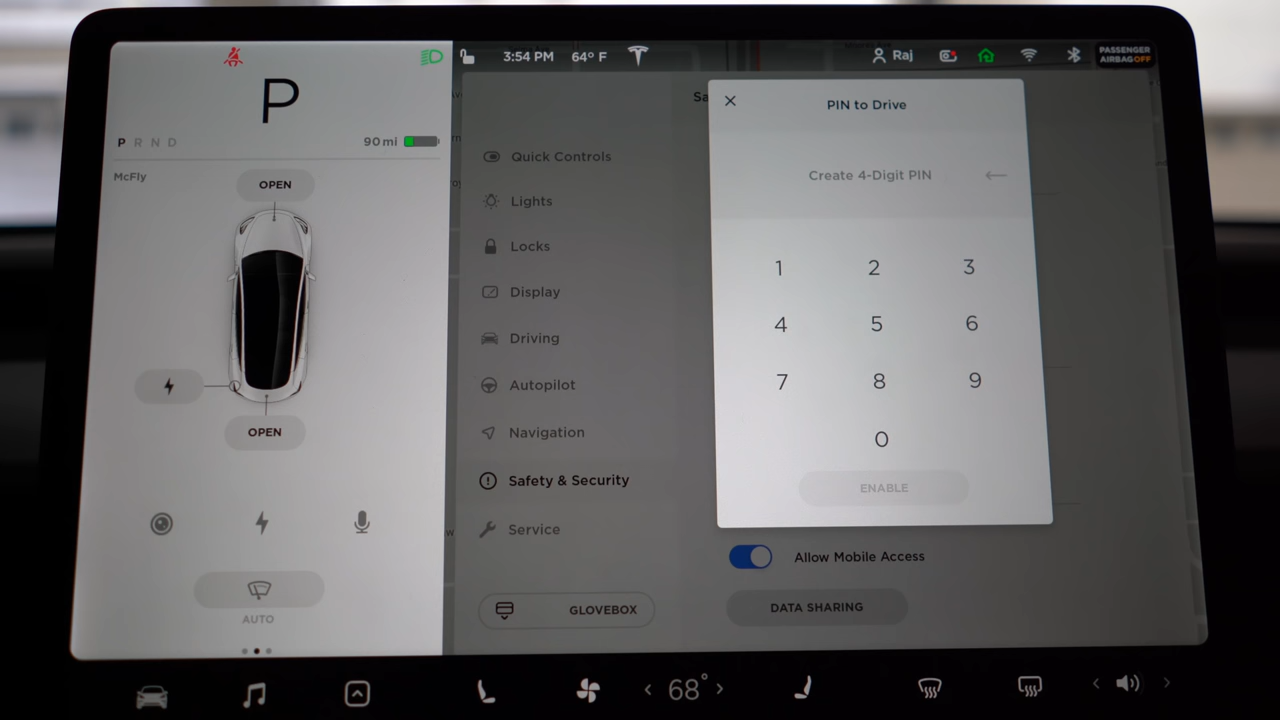 3:54 PM 64° F Raj PASSENGER
AIRBAG OFF
P
P R N D 90 mi
McFly
OPEN
OPEN
AUTO
Quick Controls
Lights
Locks
Display
Driving
Autopilot
Navigation
Safety & Security
Service
GLOVEBOX
Sa
PIN to Drive
Create 4-Digit PIN
1 2 3
4 5 6
7 8 9
0
ENABLE
Allow Mobile Access
DATA SHARING
68°